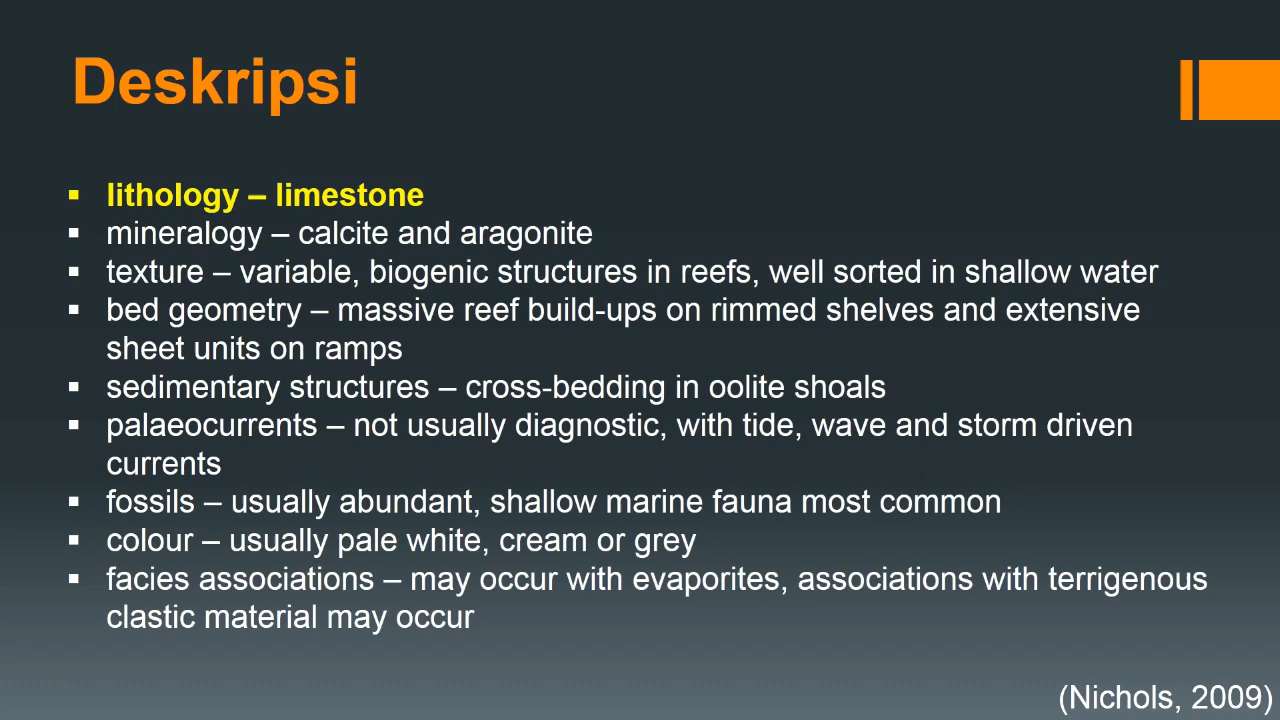 Deskripsi
▪ lithology – limestone
▪ mineralogy – calcite and aragonite
▪ texture – variable, biogenic structures in reefs, well sorted in shallow water
▪ bed geometry – massive reef build-ups on rimmed shelves and extensive
sheet units on ramps
▪ sedimentary structures – cross-bedding in oolite shoals
▪ palaeocurrents – not usually diagnostic, with tide, wave and storm driven
currents
▪ fossils – usually abundant, shallow marine fauna most common
▪ colour – usually pale white, cream or grey
▪ facies associations – may occur with evaporites, associations with terrigenous
clastic material may occur
(Nichols, 2009)